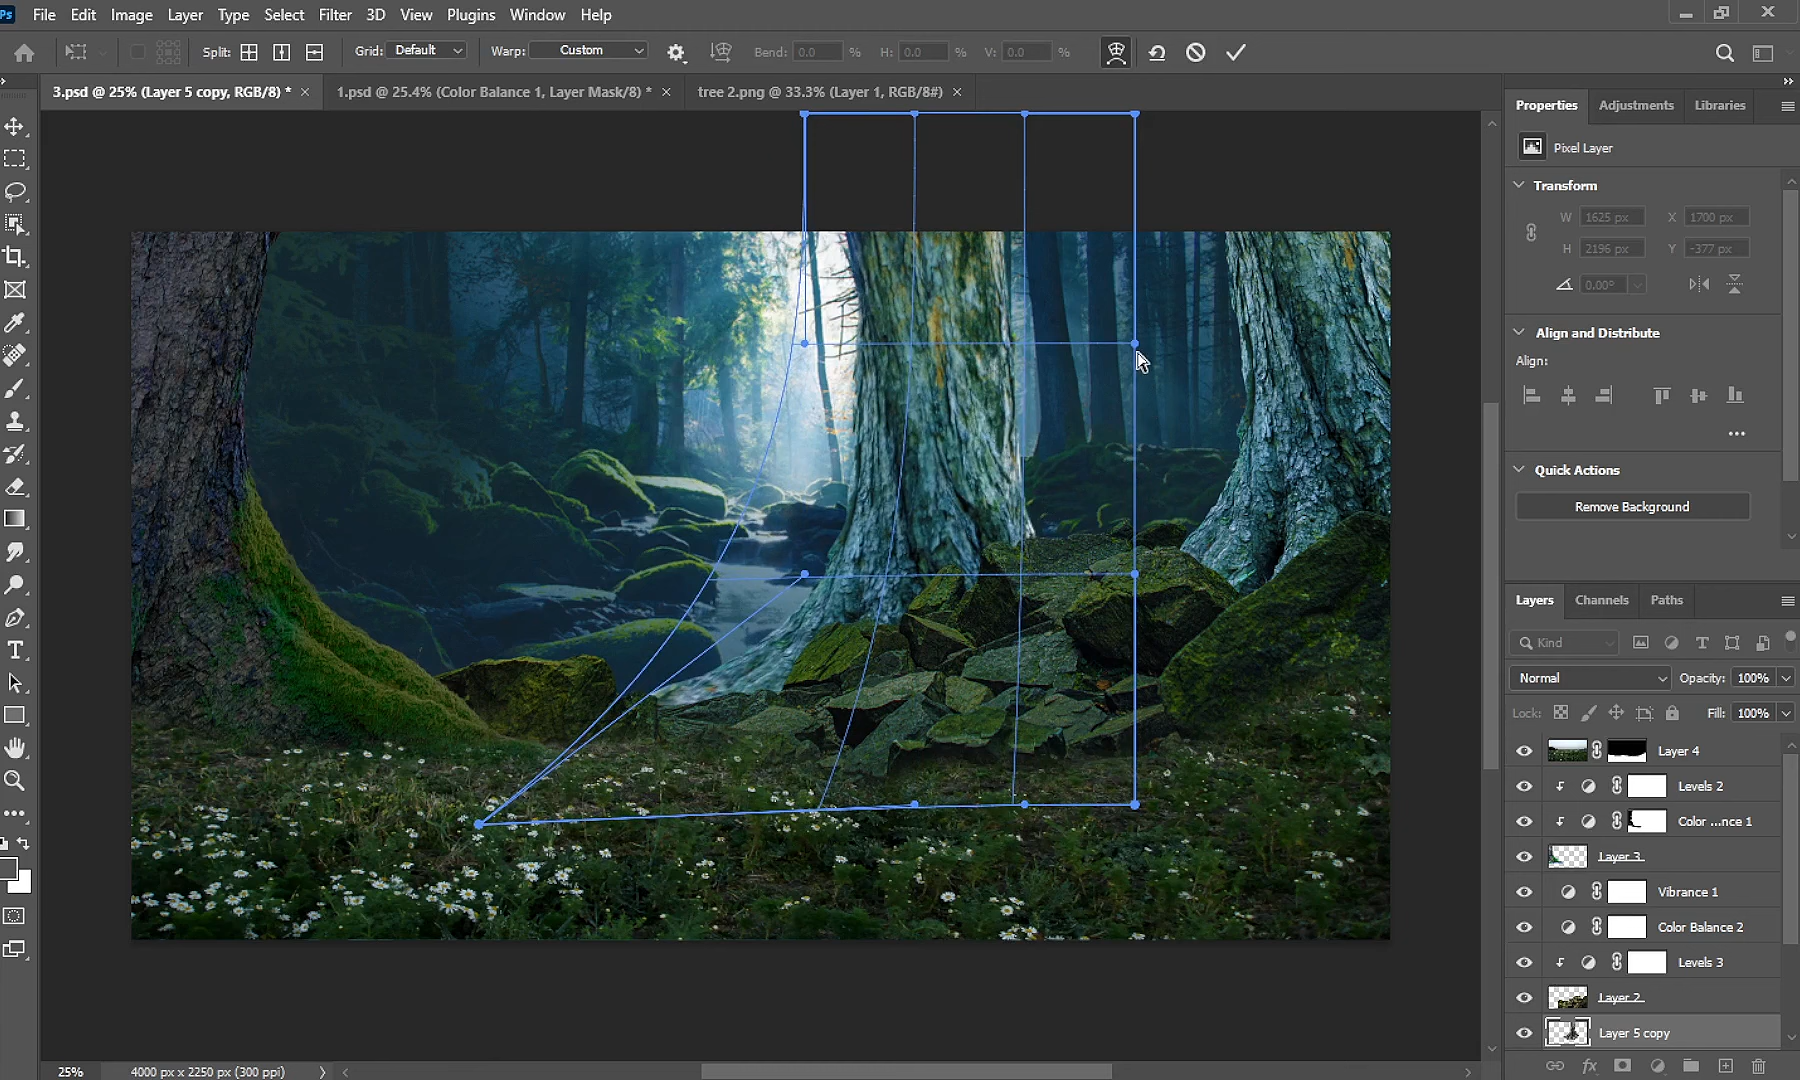 Ps File Edit Image Layer Type Select Filter 3D View Plugins Window Help
Split: Grid: Default Warp: Custom Bend: 0.0 % H: 0.0 % V: 0.0 %
3.psd @ 25% (Layer 5 copy, RGB/8) * × 1.psd @ 25.4% (Color Balance 1, Layer Mask/8) * × tree 2.png @ 33.3% (Layer 1, RGB/8#) ×
Properties Adjustments Libraries
Pixel Layer
Transform
W 1625 px X 1700 px
H 2196 px Y -377 px
0.00°
Align and Distribute
Align:
Quick Actions
Remove Background
Layers Channels Paths
Kind
Normal Opacity: 100%
Lock: Fill: 100%
Layer 4
Levels 2
Color ...nce 1
Layer 3
Vibrance 1
Color Balance 2
Levels 3
Layer 2
Layer 5 copy
25% 4000 px x 2250 px (300 ppi)